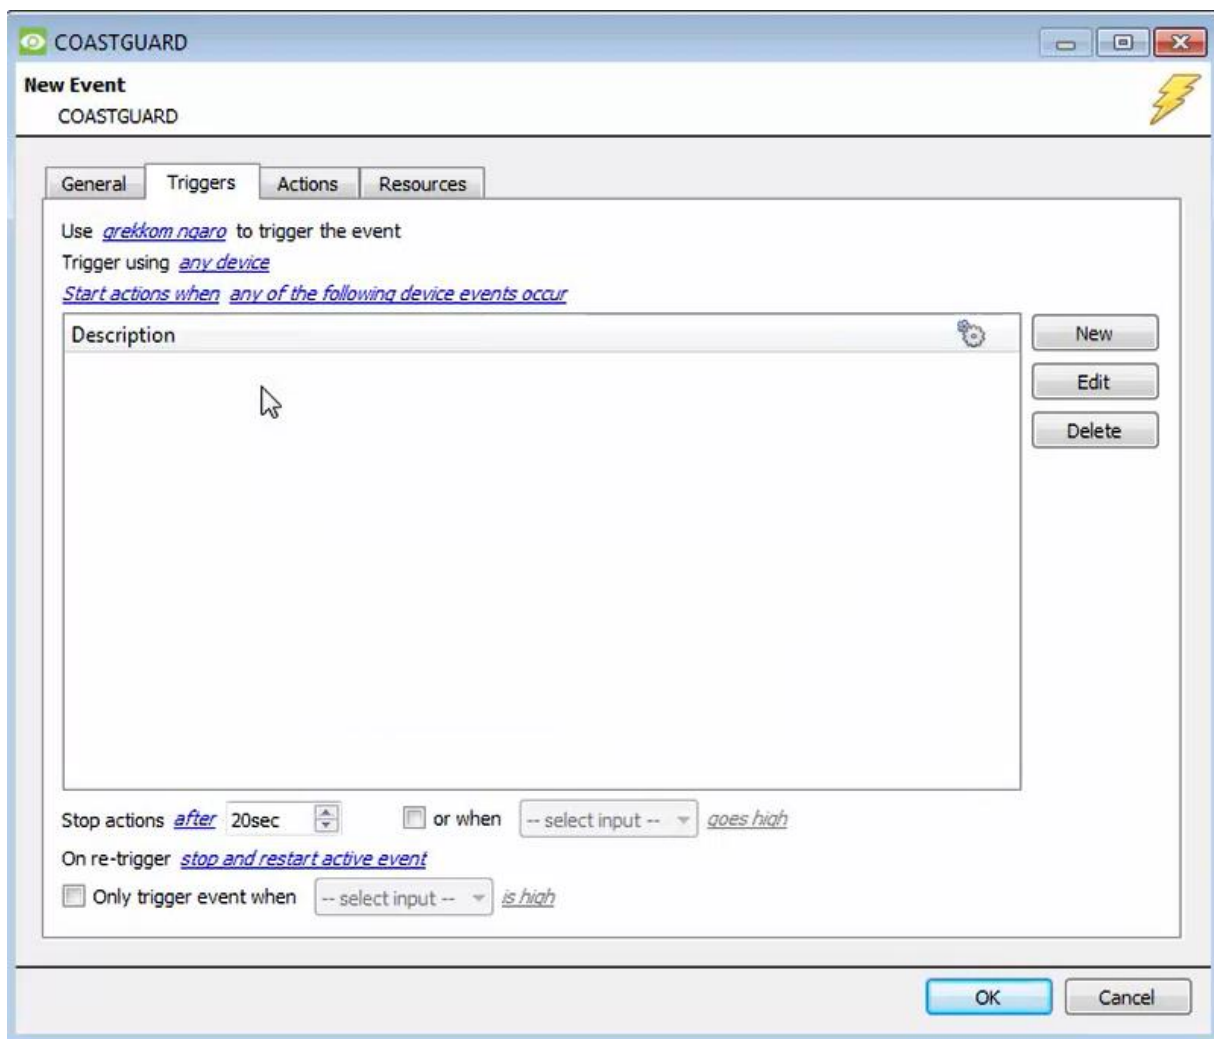 COASTGUARD
New Event
COASTGUARD
General Triggers Actions Resources
Use grekkom ngaro to trigger the event
Trigger using any device
Start actions when any of the following device events occur
Description
New
Edit
Delete
Stop actions after 20sec or when -- select input -- goes high
On re-trigger stop and restart active event
Only trigger event when -- select input -- is high
OK Cancel